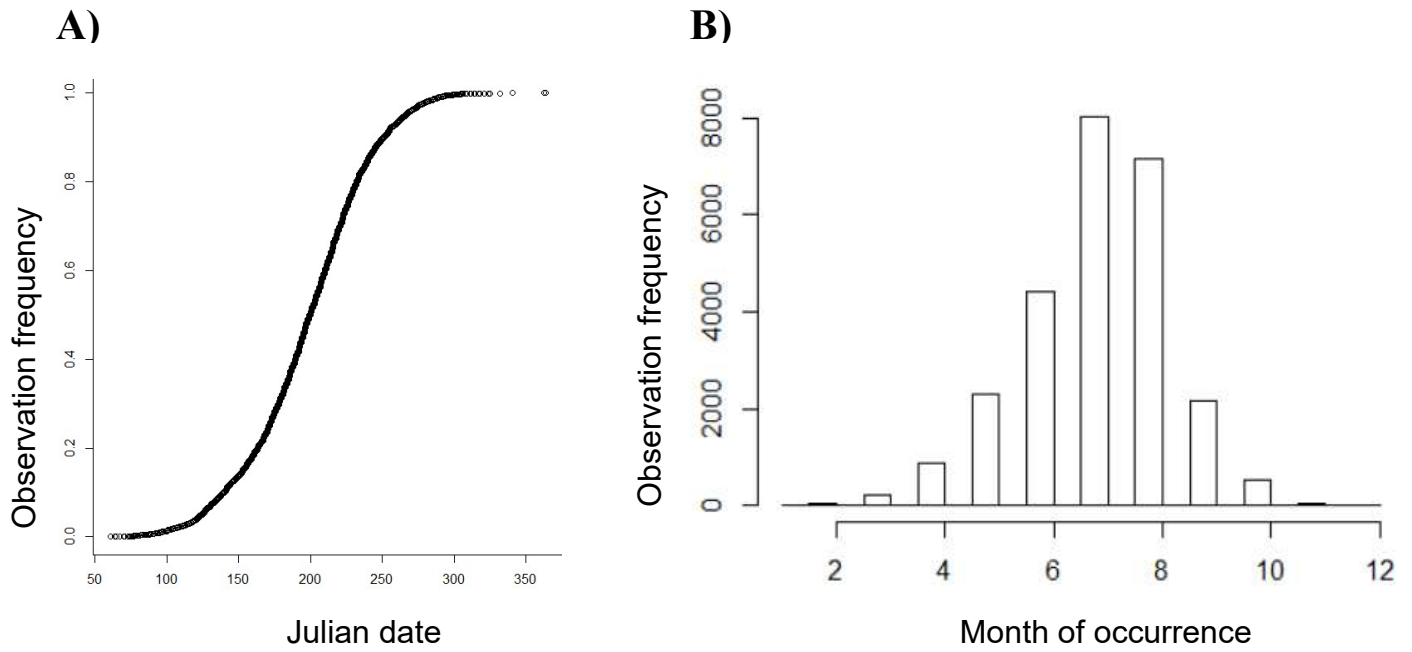 A)
Observation frequency
0.0 0.2 0.4 0.6 0.8 1.0
50 100 150 200 250 300 350
Julian date
B)
Observation frequency
0 2000 4000 6000 8000
2 4 6 8 10 12
Month of occurrence